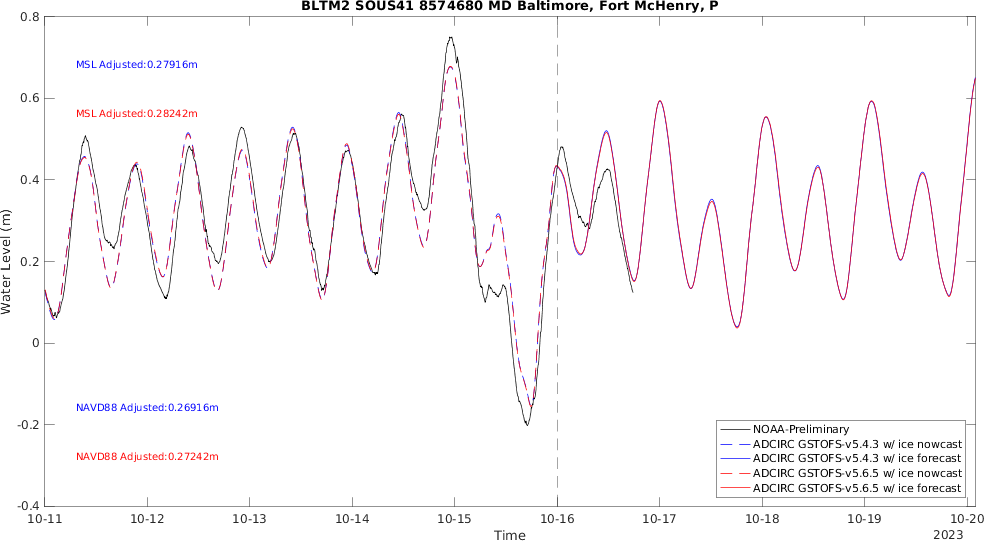 BLTM2 SOUS41 8574680 MD Baltimore, Fort McHenry, P
0.8
0.6
0.4
0.2
0
-0.2
-0.4
Water Level (m)
MSL Adjusted:0.27916m
MSL Adjusted:0.28242m
NAVD88 Adjusted:0.26916m
NAVD88 Adjusted:0.27242m
NOAA-Preliminary
ADCIRC GSTOFS-v5.4.3 w/ ice nowcast
ADCIRC GSTOFS-v5.4.3 w/ ice forecast
ADCIRC GSTOFS-v5.6.5 w/ ice nowcast
ADCIRC GSTOFS-v5.6.5 w/ ice forecast
10-11 10-12 10-13 10-14 10-15 10-16 10-17 10-18 10-19 10-20
Time
2023